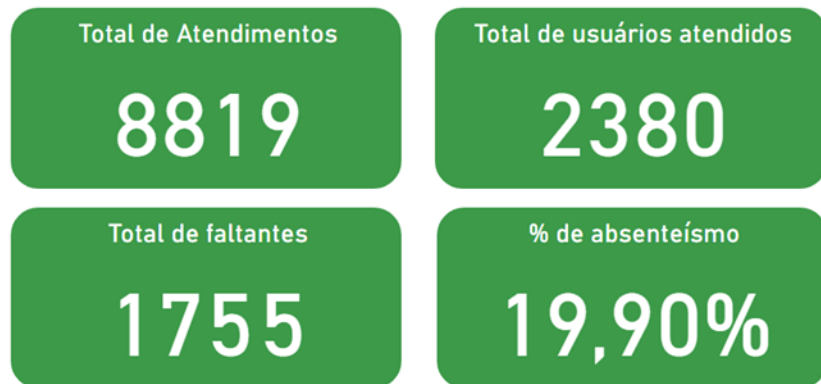 Total de Atendimentos
8819
Total de usuários atendidos
2380
Total de faltantes
1755
% de absenteísmo
19,90%